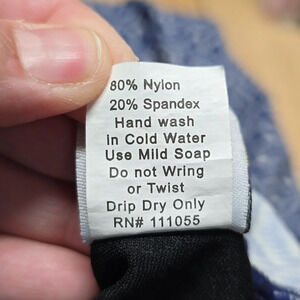 80% Nylon
20% Spandex
Hand wash
in Cold Water
Use Mild Soap
Do not Wring
or Twist
Drip Dry Only
RN# 111055